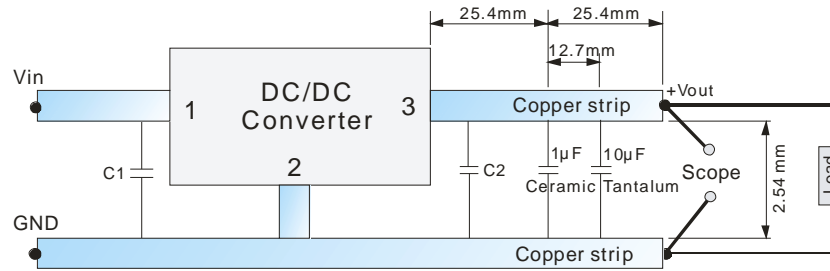 25.4mm 25.4mm
12.7mm
Vin
+Vout
1 DC/DC Converter 3
Copper strip
2
C1
C2
1µF 10µF
Ceramic Tantalum
Scope
2.54 mm
Load
GND
Copper strip